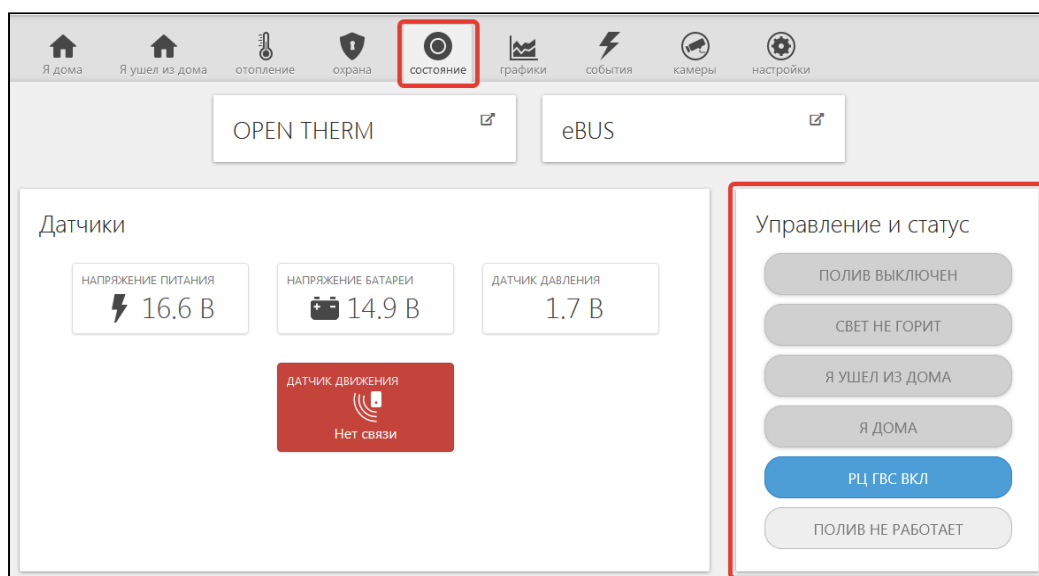 Я дома
Я ушел из дома
отопление
охрана
состояние
графики
события
камеры
настройки
OPEN THERM
eBUS
Датчики
НАПРЯЖЕНИЕ ПИТАНИЯ
16.6 В
НАПРЯЖЕНИЕ БАТАРЕИ
14.9 В
ДАТЧИК ДАВЛЕНИЯ
1.7 В
ДАТЧИК ДВИЖЕНИЯ
Нет связи
Управление и статус
ПОЛИВ ВЫКЛЮЧЕН
СВЕТ НЕ ГОРИТ
Я УШЕЛ ИЗ ДОМА
Я ДОМА
РЦ ГВС ВКЛ
ПОЛИВ НЕ РАБОТАЕТ